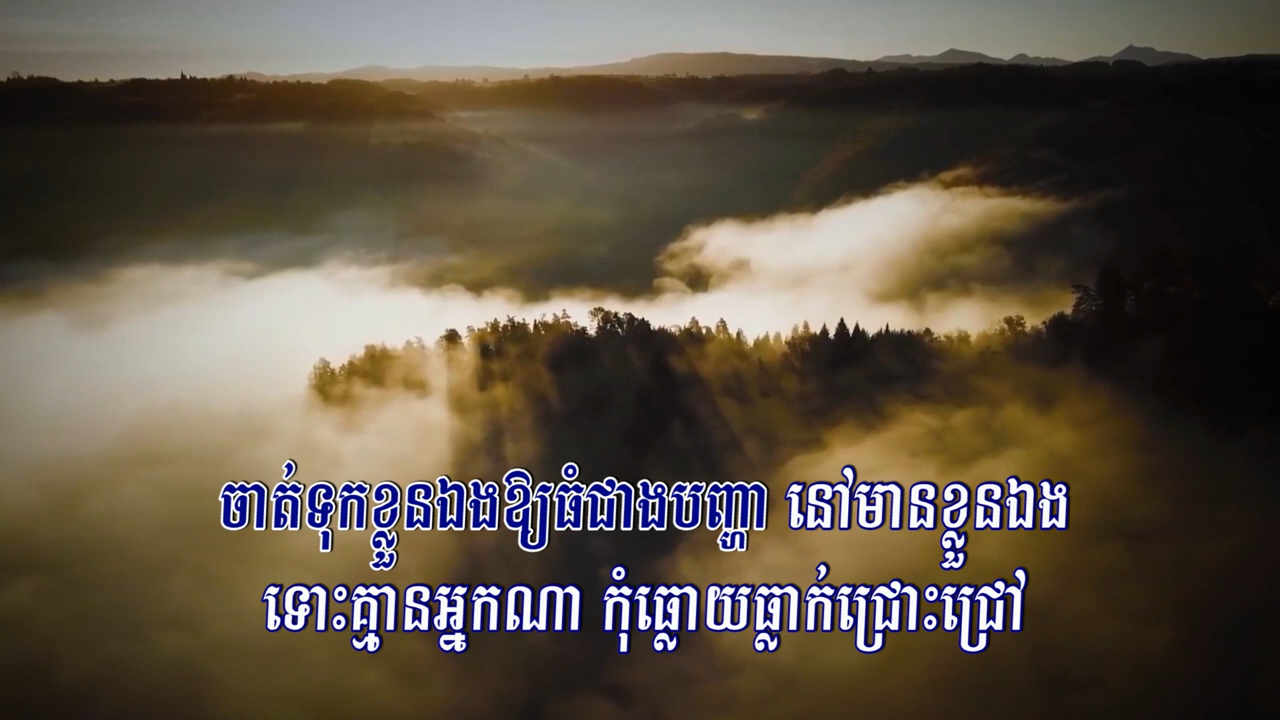 ចាត់ទុកខ្លួនឯងឱ្យធំជាងបញ្ហា នៅមានខ្លួនឯង
ទោះគ្មានអ្នកណា កុំធ្លោយធ្លាក់ជ្រោះជ្រៅ